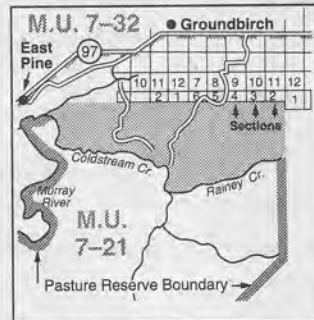 M.U. 7-32
Groundbirch
East
Pine
97
10 11 12 7 8 9 10 11 12
2 1 6 5 4 3 2 1
Sections
Coldstream Cr.
Rainey Cr.
Murray
River
M.U.
7-21
Pasture Reserve Boundary